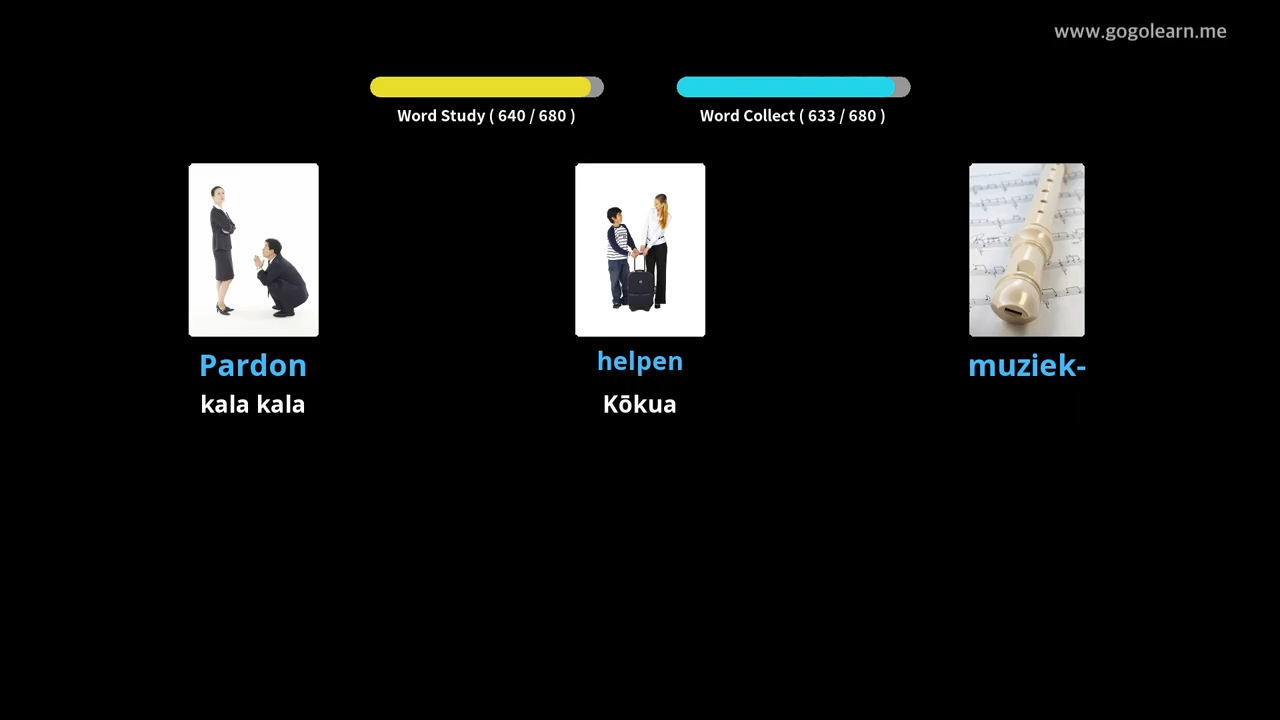 www.gogolearn.me
Word Study ( 640 / 680 )
Word Collect ( 633 / 680 )
Pardon
kala kala
helpen
Kōkua
muziek-